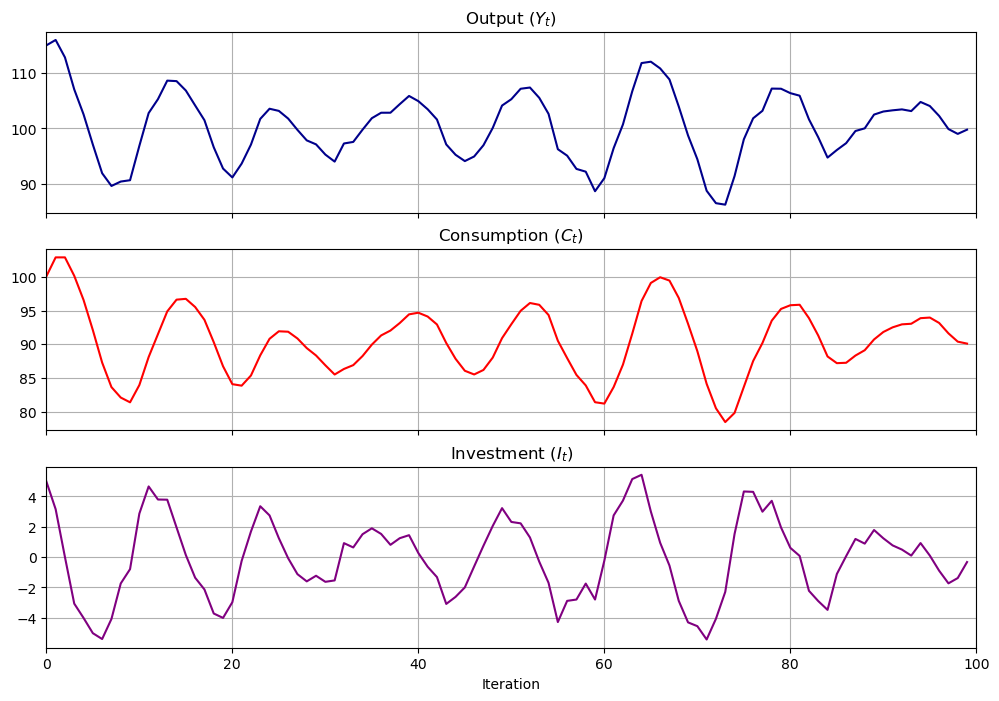 Output (Y_t)
110
100
90
Consumption (C_t)
100
95
90
85
80
Investment (I_t)
4
2
0
−2
−4
0 20 40 60 80 100
Iteration